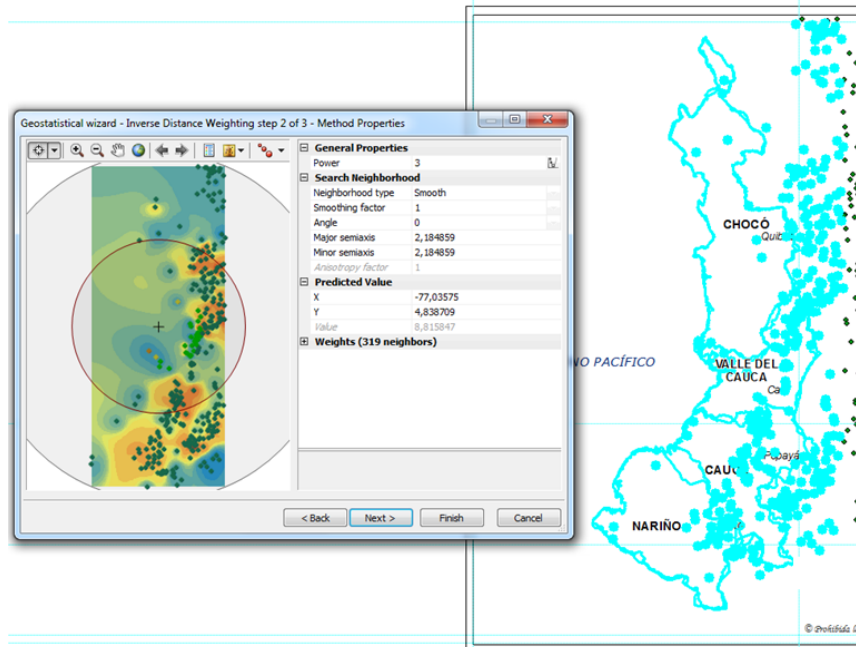 Geostatistical wizard - Inverse Distance Weighting step 2 of 3 - Method Properties
General Properties
Power 3
Search Neighborhood
Neighborhood type Smooth
Smoothing factor 1
Angle 0
Major semiaxis 2,184859
Minor semiaxis 2,184859
Anisotropy factor 1
Predicted Value
X -77,03575
Y 4,838709
Value 8,815847
Weights (319 neighbors)
< Back Next > Finish Cancel
CHOCÓ
NO PACÍFICO
VALLE DEL
CAUCA
Popayá
NARIÑO
© Prohibida